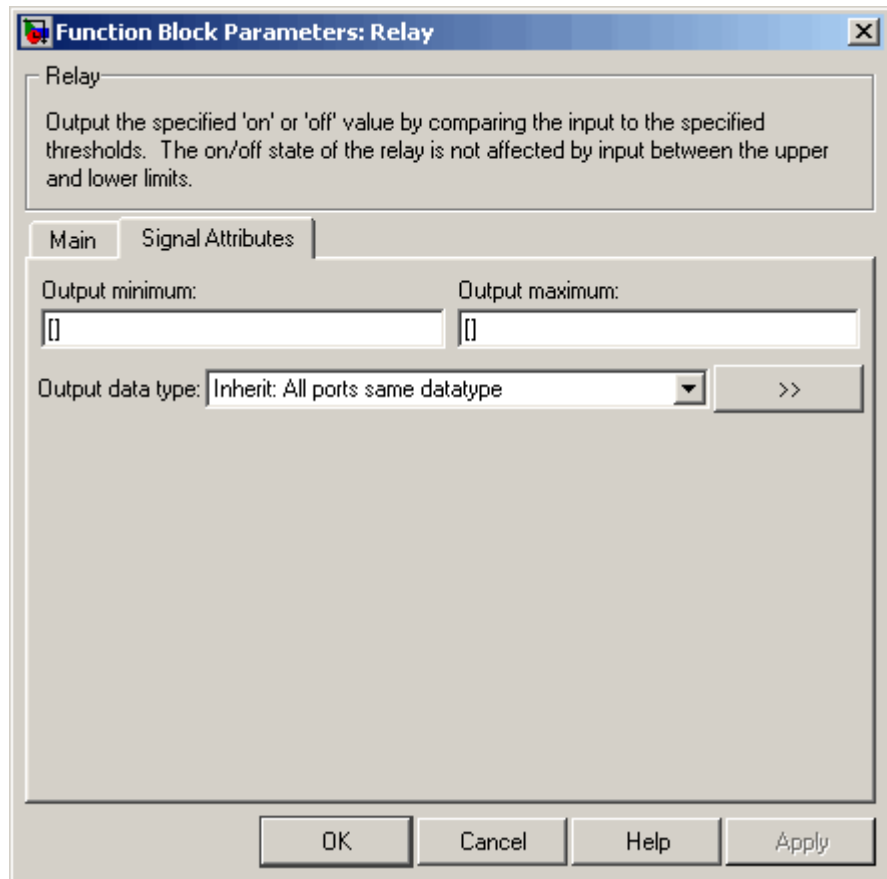 Function Block Parameters: Relay
Relay
Output the specified 'on' or 'off' value by comparing the input to the specified
thresholds.  The on/off state of the relay is not affected by input between the upper
and lower limits.
Main Signal Attributes
Output minimum: Output maximum:
[] []
Output data type: Inherit: All ports same datatype >>
OK Cancel Help Apply